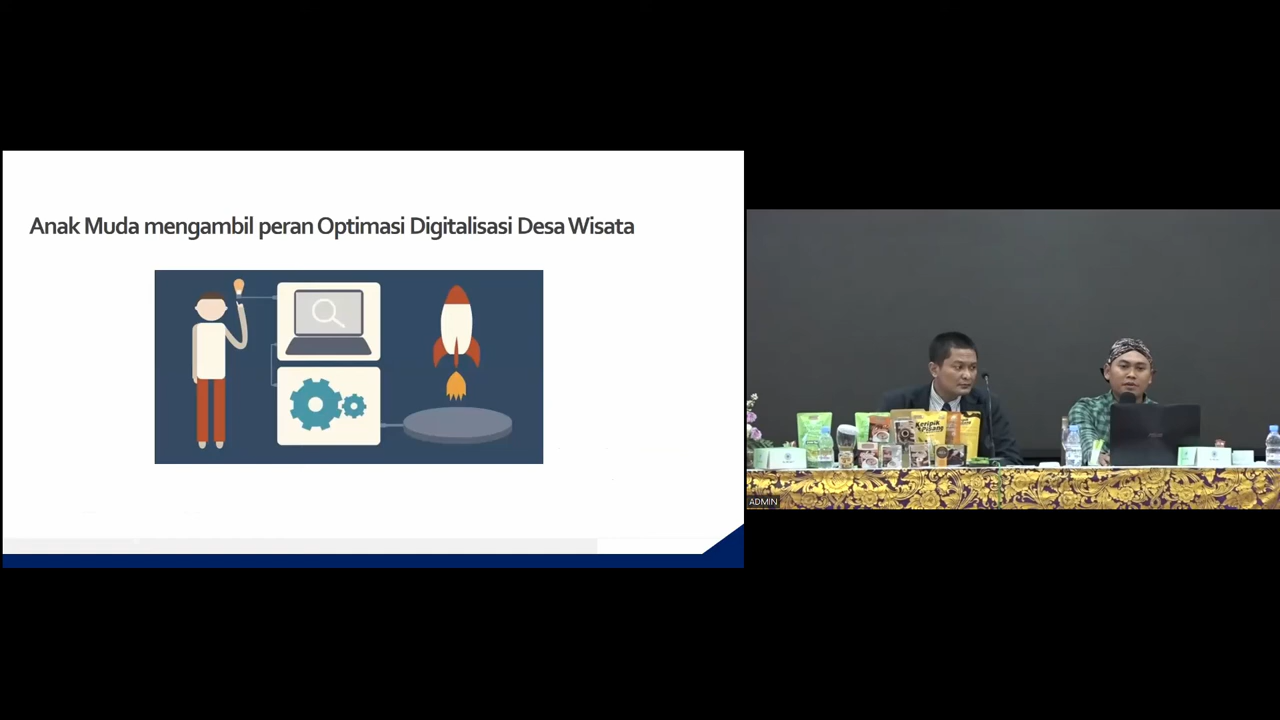 Anak Muda mengambil peran Optimasi Digitalisasi Desa Wisata
Keripik
Pisang
ADMIN